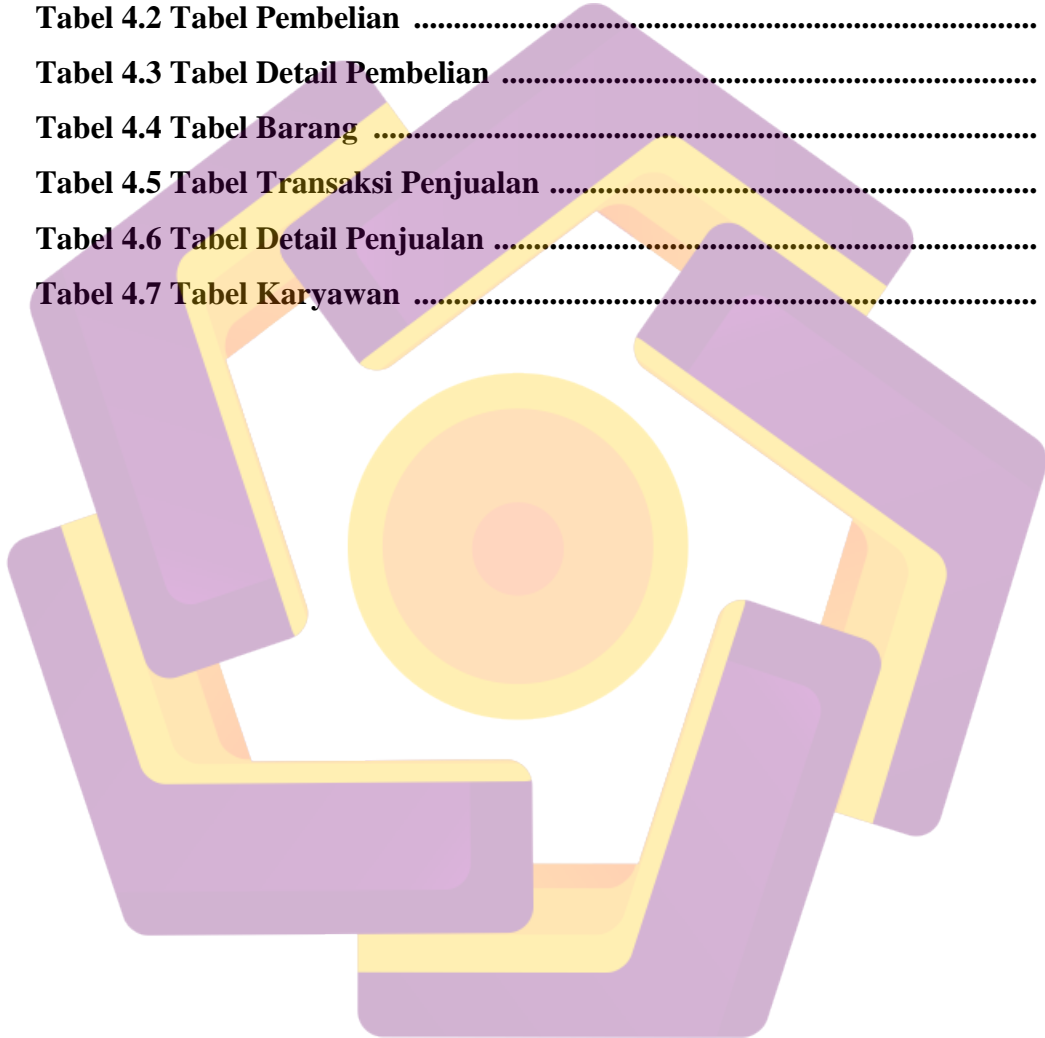 Tabel 4.2 Tabel Pembelian ...............................................................................
Tabel 4.3 Tabel Detail Pembelian ....................................................................
Tabel 4.4 Tabel Barang ....................................................................................
Tabel 4.5 Tabel Transaksi Penjualan ..............................................................
Tabel 4.6 Tabel Detail Penjualan .....................................................................
Tabel 4.7 Tabel Karyawan ...............................................................................